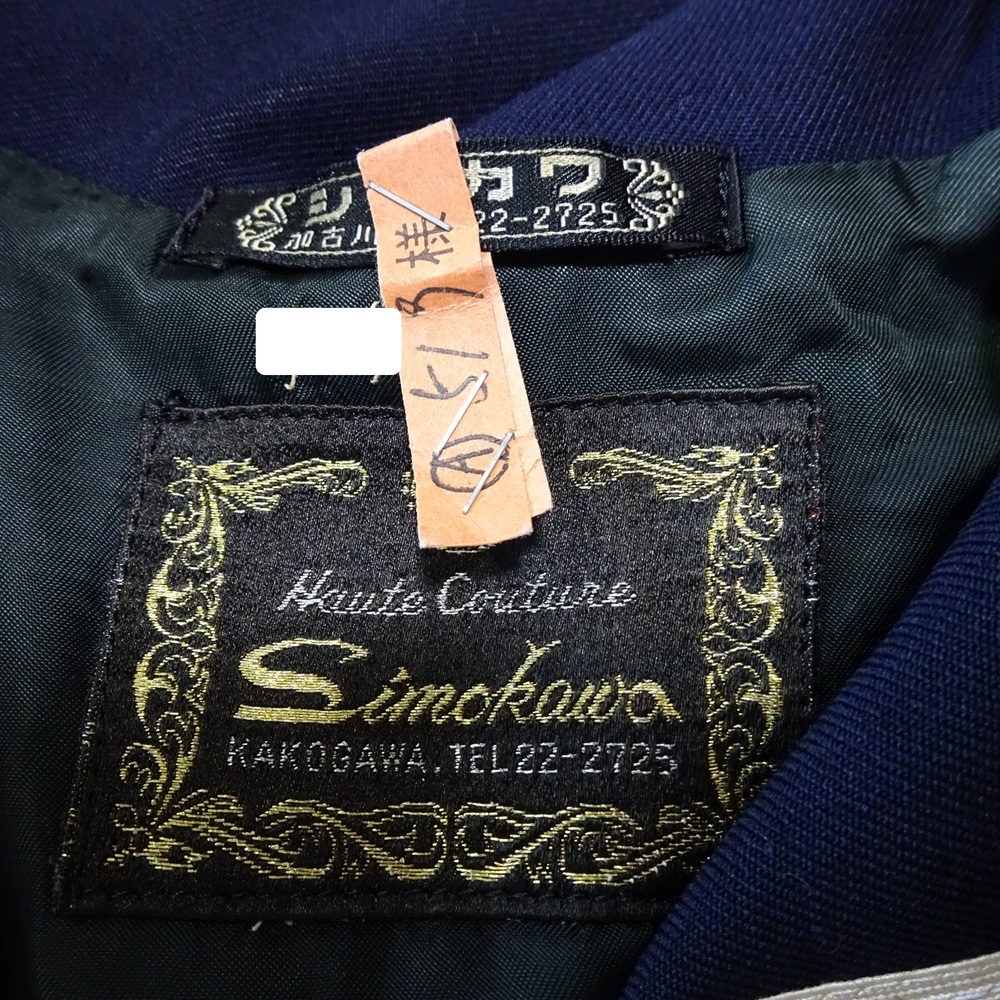 シ カワ
加古川 22-2725
様
Haute Couture
Simokawa
KAKOGAWA. TEL 22-2725